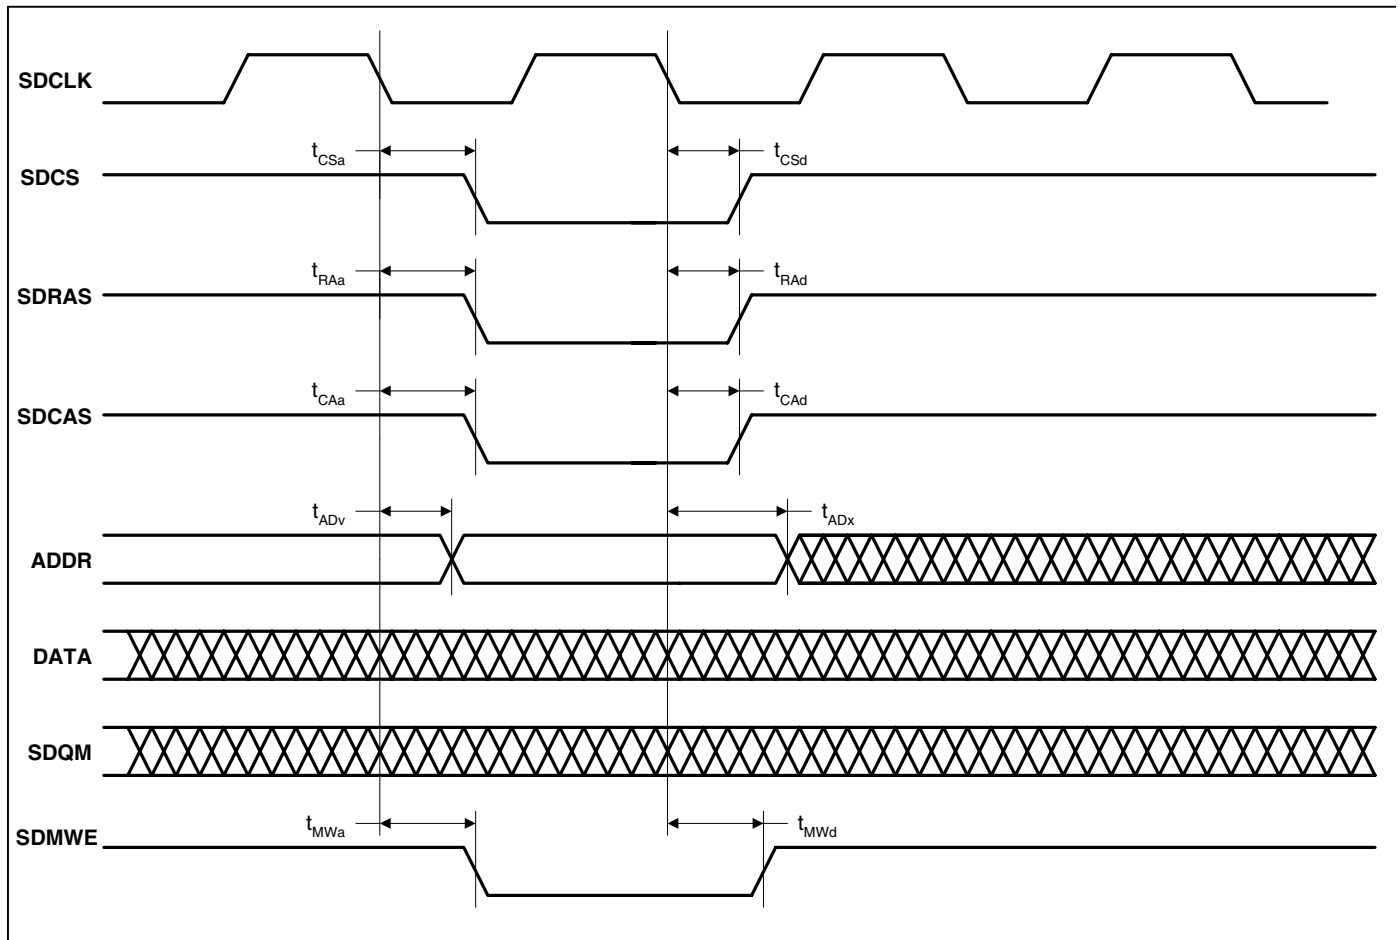 SDCLK
t_CSa t_CSd
SDCS
t_RAa t_RAd
SDRAS
t_CAa t_CAd
SDCAS
t_ADv t_ADx
ADDR
DATA
SDQM
t_MWa t_MWd
SDMWE